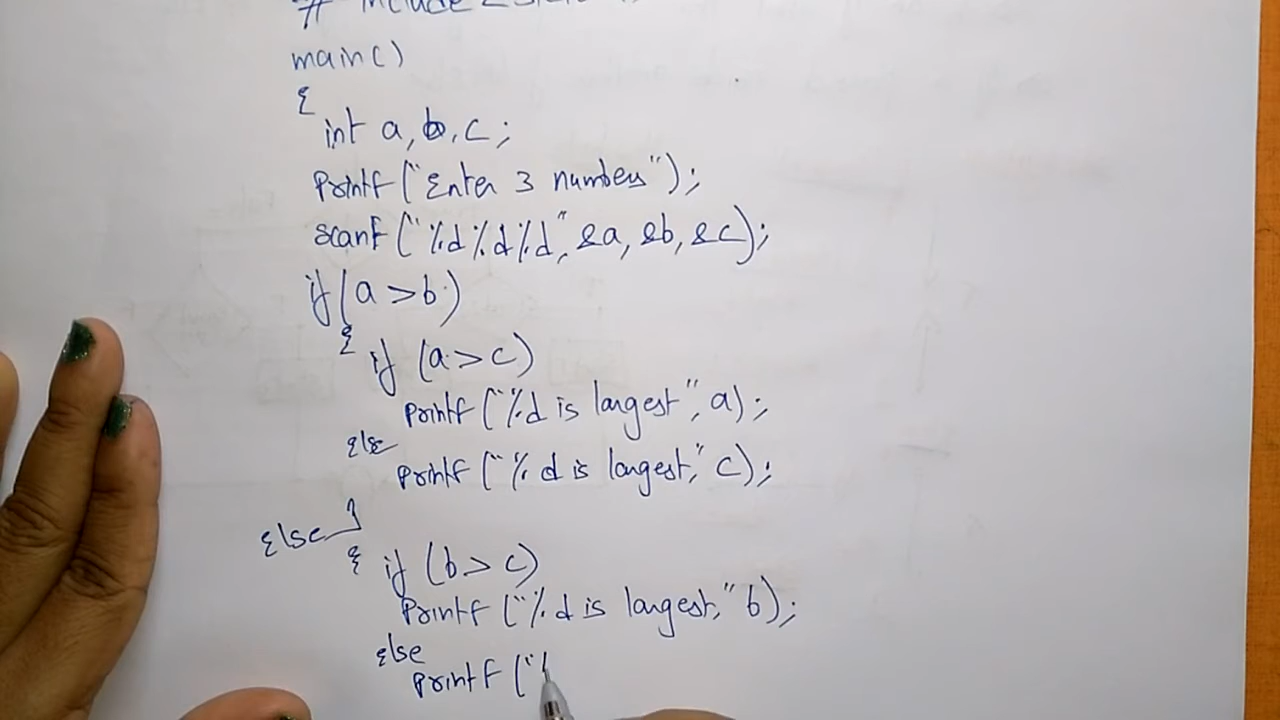 # include <
main()
{
int a, b, c;
printf("Enter 3 numbers");
scanf("%d%d%d", &a, &b, &c);
if(a>b)
{ if (a>c)
printf("%d is largest", a);
else
printf("%d is largest," c);
}
else
{ if (b>c)
printf("%d is largest," b);
else
printf("%